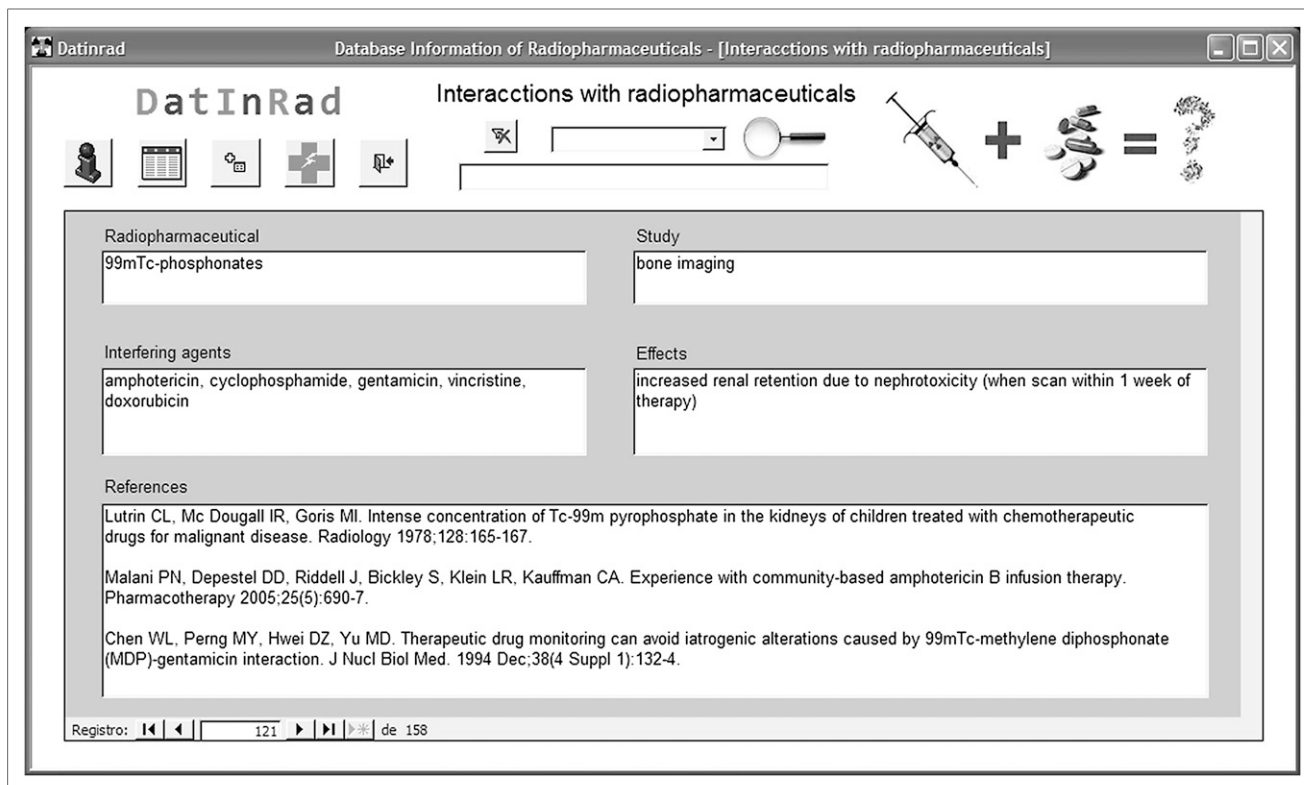 Datinrad
Database Information of Radiopharmaceuticals - [Interacctions with radiopharmaceuticals]
DatInRad
Interacctions with radiopharmaceuticals
Radiopharmaceutical
99mTc-phosphonates
Study
bone imaging
Interfering agents
amphotericin, cyclophosphamide, gentamicin, vincristine,
doxorubicin
Effects
increased renal retention due to nephrotoxicity (when scan within 1 week of
therapy)
References
Lutrin CL, Mc Dougall IR, Goris MI. Intense concentration of Tc-99m pyrophosphate in the kidneys of children treated with chemotherapeutic
drugs for malignant disease. Radiology 1978;128:165-167.
Malani PN, Depestel DD, Riddell J, Bickley S, Klein LR, Kauffman CA. Experience with community-based amphotericin B infusion therapy.
Pharmacotherapy 2005;25(5):690-7.
Chen WL, Perng MY, Hwei DZ, Yu MD. Therapeutic drug monitoring can avoid iatrogenic alterations caused by 99mTc-methylene diphosphonate
(MDP)-gentamicin interaction. J Nucl Biol Med. 1994 Dec;38(4 Suppl 1):132-4.
Registro: 121 de 158